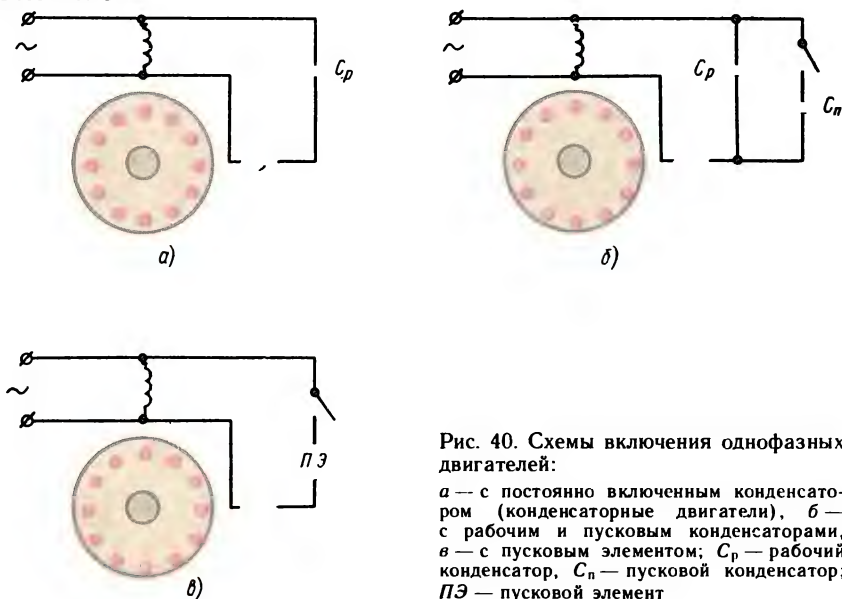 ~
Cр
а)
~
Cр
Cп
б)
~
ПЭ
в)
Рис. 40. Схемы включения однофазных
двигателей:
а — с постоянно включенным конденсато-
ром (конденсаторные двигатели), б —
с рабочим и пусковым конденсаторами,
в — с пусковым элементом; Cр — рабочий
конденсатор, Cп — пусковой конденсатор;
ПЭ — пусковой элемент